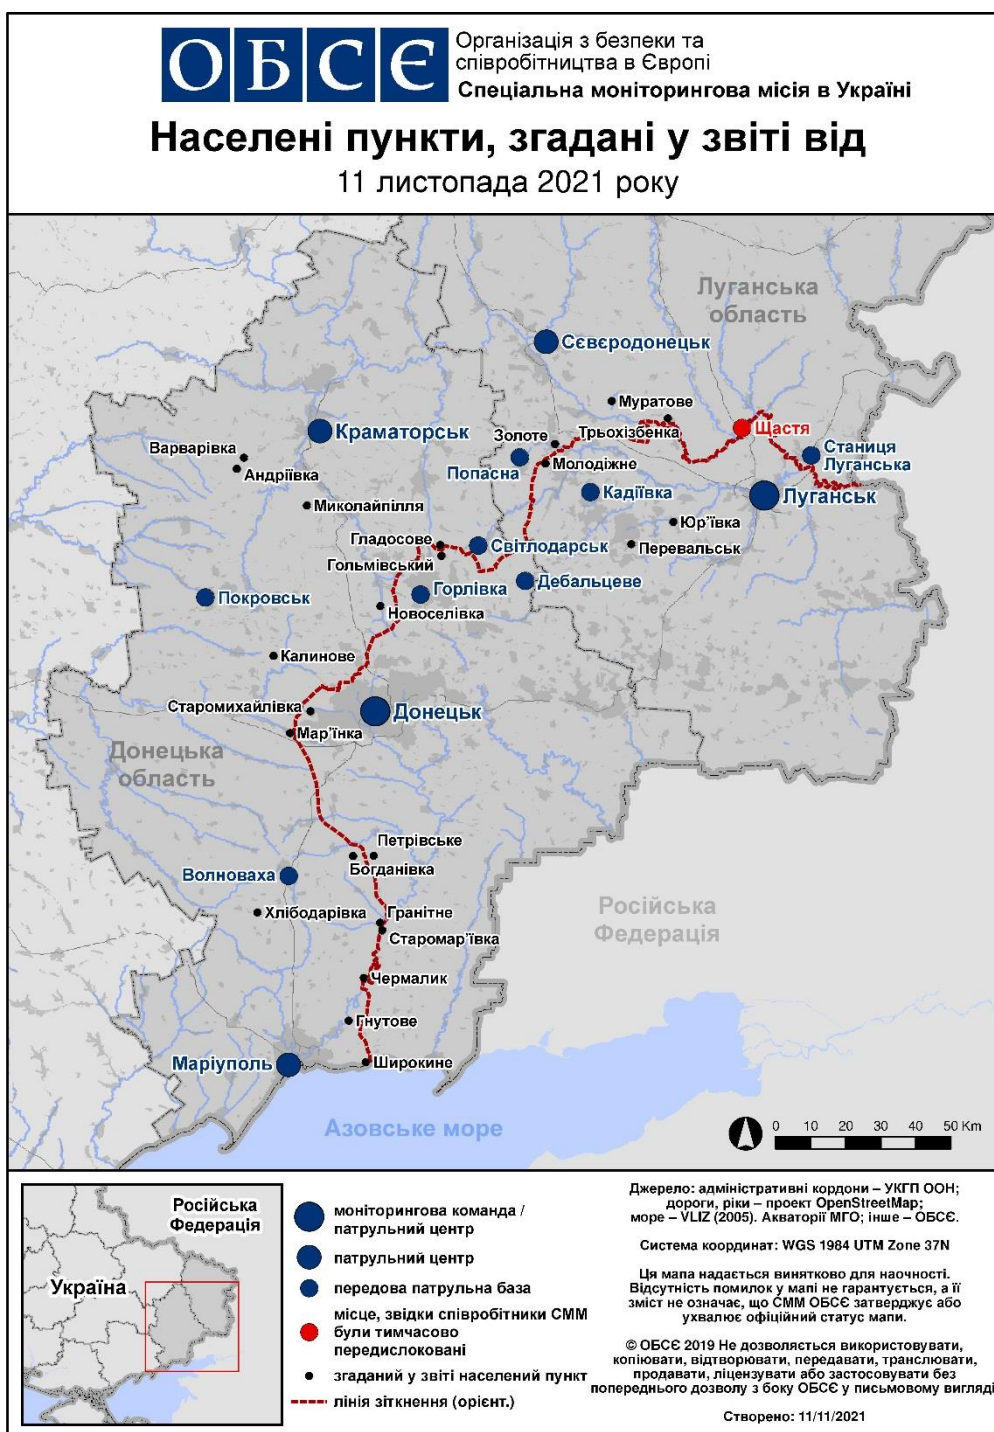 ОБСЄ
Організація з безпеки та
співробітництва в Європі
Спеціальна моніторингова місія в Україні
Населені пункти, згадані у звіті від
11 листопада 2021 року
Луганська
область
Сєвєродонецьк
Муратове
Трьохізбенка
Щастя
Краматорськ
Золоте
Станиця
Луганська
Варварівка
Андріївка
Попасна
Молодіжне
Кадіївка
Луганськ
Миколайпілля
Юр'ївка
Гладосове
Світлодарськ
Перевальськ
Гольмівський
Дебальцеве
Горлівка
Покровськ
Новоселівка
Калинове
Старомихайлівка
Донецьк
Мар'їнка
Донецька
область
Петрівське
Богданівка
Волноваха
Хлібодарівка
Гранітне
Старомар'ївка
Російська
Федерація
Чермалик
Гнутове
Маріуполь
Широкине
Азовське море
0 10 20 30 40 50 Km
Російська
Федерація
Україна
моніторингова команда /
патрульний центр
патрульний центр
передова патрульна база
місце, звідки співробітники СММ
були тимчасово
передислоковані
згаданий у звіті населений пункт
лінія зіткнення (орієнт.)
Джерело: адміністративні кордони – УКГП ООН;
дороги, ріки – проект OpenStreetMap;
море – VLIZ (2005). Акваторії МГО; інше – ОБСЄ.
Система координат: WGS 1984 UTM Zone 37N
Ця мапа надається винятково для наочності.
Відсутність помилок у мапі не гарантується, а її
зміст не означає, що СММ ОБСЄ затверджує або
ухвалює офіційний статус мапи.
© ОБСЄ 2019 Не дозволяється використовувати,
копіювати, відтворювати, передавати, транслювати,
продавати, ліцензувати або застосовувати без
попереднього дозволу з боку ОБСЄ у письмовому вигляді
Створено: 11/11/2021